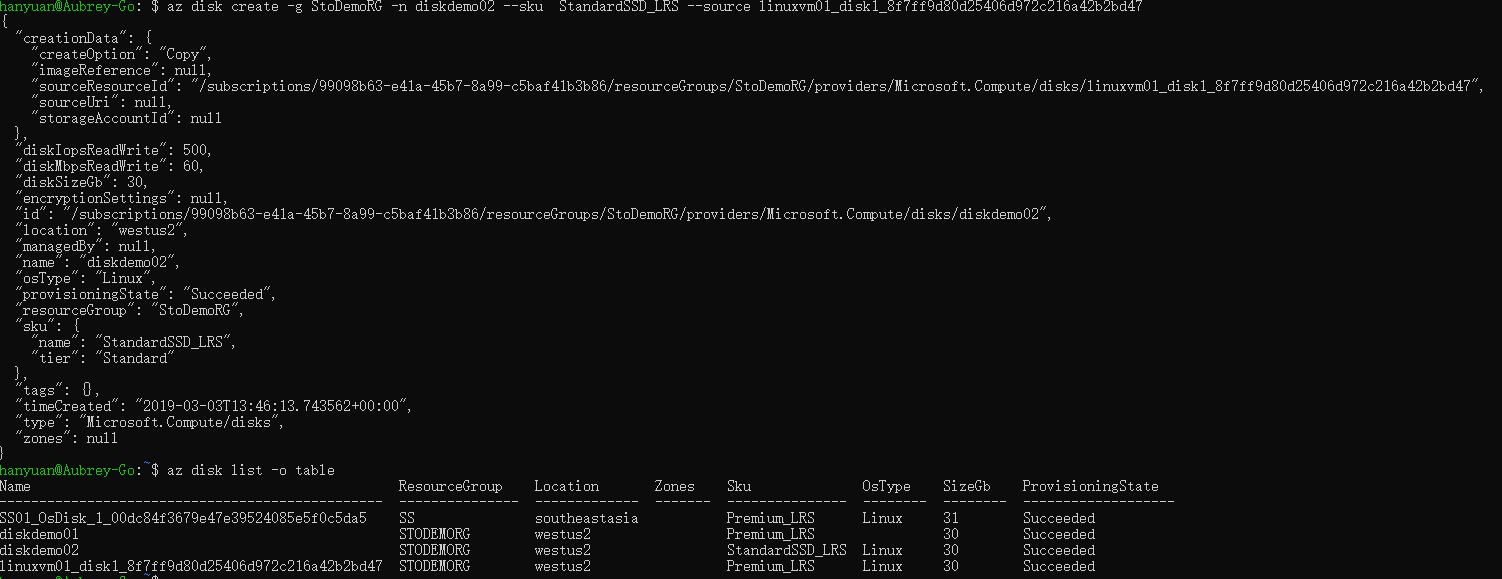 hanyuan@Aubrey-Go:~$ az disk create -g StoDemoRG -n diskdemo02 --sku  StandardSSD_LRS --source linuxvm01_disk1_8f7ff9d80d25406d972c216a42b2bd47
{
  "creationData": {
    "createOption": "Copy",
    "imageReference": null,
    "sourceResourceId": "/subscriptions/99098b63-e41a-45b7-8a99-c5baf41b3b86/resourceGroups/StoDemoRG/providers/Microsoft.Compute/disks/linuxvm01_disk1_8f7ff9d80d25406d972c216a42b2bd47",
    "sourceUri": null,
    "storageAccountId": null
  },
  "diskIopsReadWrite": 500,
  "diskMbpsReadWrite": 60,
  "diskSizeGb": 30,
  "encryptionSettings": null,
  "id": "/subscriptions/99098b63-e41a-45b7-8a99-c5baf41b3b86/resourceGroups/StoDemoRG/providers/Microsoft.Compute/disks/diskdemo02",
  "location": "westus2",
  "managedBy": null,
  "name": "diskdemo02",
  "osType": "Linux",
  "provisioningState": "Succeeded",
  "resourceGroup": "StoDemoRG",
  "sku": {
    "name": "StandardSSD_LRS",
    "tier": "Standard"
  },
  "tags": {},
  "timeCreated": "2019-03-03T13:46:13.743562+00:00",
  "type": "Microsoft.Compute/disks",
  "zones": null
}
hanyuan@Aubrey-Go:~$ az disk list -o table
Name                                              ResourceGroup    Location       Zones    Sku              OsType    SizeGb    ProvisioningState
------------------------------------------------  ---------------  -------------  -------  ---------------  --------  --------  -------------------
SS01_OsDisk_1_00dc84f3679e47e39524085e5f0c5da5    SS               southeastasia           Premium_LRS      Linux     31        Succeeded
diskdemo01                                        STODEMORG        westus2                 Premium_LRS                30        Succeeded
diskdemo02                                        STODEMORG        westus2                 StandardSSD_LRS  Linux     30        Succeeded
linuxvm01_disk1_8f7ff9d80d25406d972c216a42b2bd47  STODEMORG        westus2                 Premium_LRS      Linux     30        Succeeded